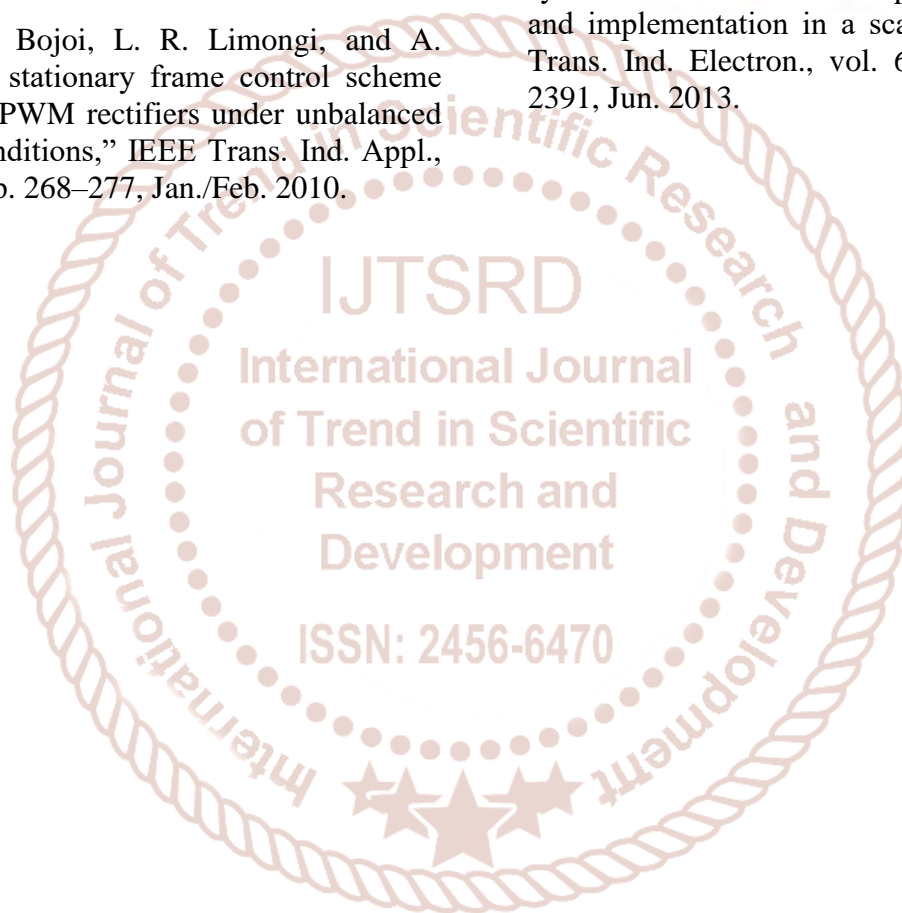 Bojoi, L. R. Limongi, and A.
stationary frame control scheme
PWM rectifiers under unbalanced
nditions,” IEEE Trans. Ind. Appl.,
p. 268–277, Jan./Feb. 2010.
and implementation in a sca
Trans. Ind. Electron., vol. 6
2391, Jun. 2013.
International Journal of Trend in Scientific Research and Development
IJTSRD
International Journal
of Trend in Scientific
Research and
Development
ISSN: 2456-6470